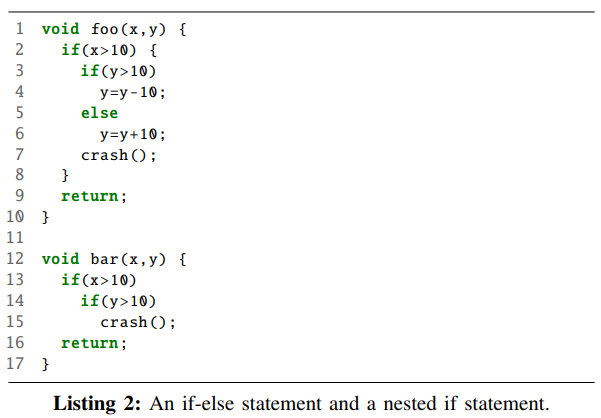 1 void foo(x,y) {
2   if(x>10) {
3     if(y>10)
4       y=y-10;
5     else
6       y=y+10;
7     crash();
8   }
9   return;
10 }
11
12 void bar(x,y) {
13   if(x>10)
14     if(y>10)
15       crash();
16   return;
17 }
Listing 2: An if-else statement and a nested if statement.